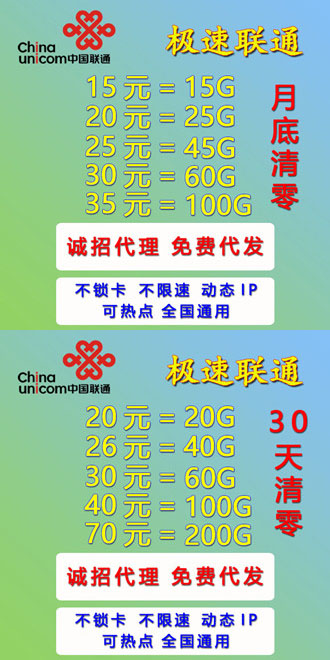 China
unicom中国联通
极速联通
15元=15G
20元=25G
25元=45G
30元=60G
35元=100G
月底清零
诚招代理 免费代发
不锁卡 不限速 动态IP
可热点 全国通用
China
unicom中国联通
极速联通
20元=20G
26元=40G
30元=60G
40元=100G
70元=200G
30天清零
诚招代理 免费代发
不锁卡 不限速 动态IP
可热点 全国通用